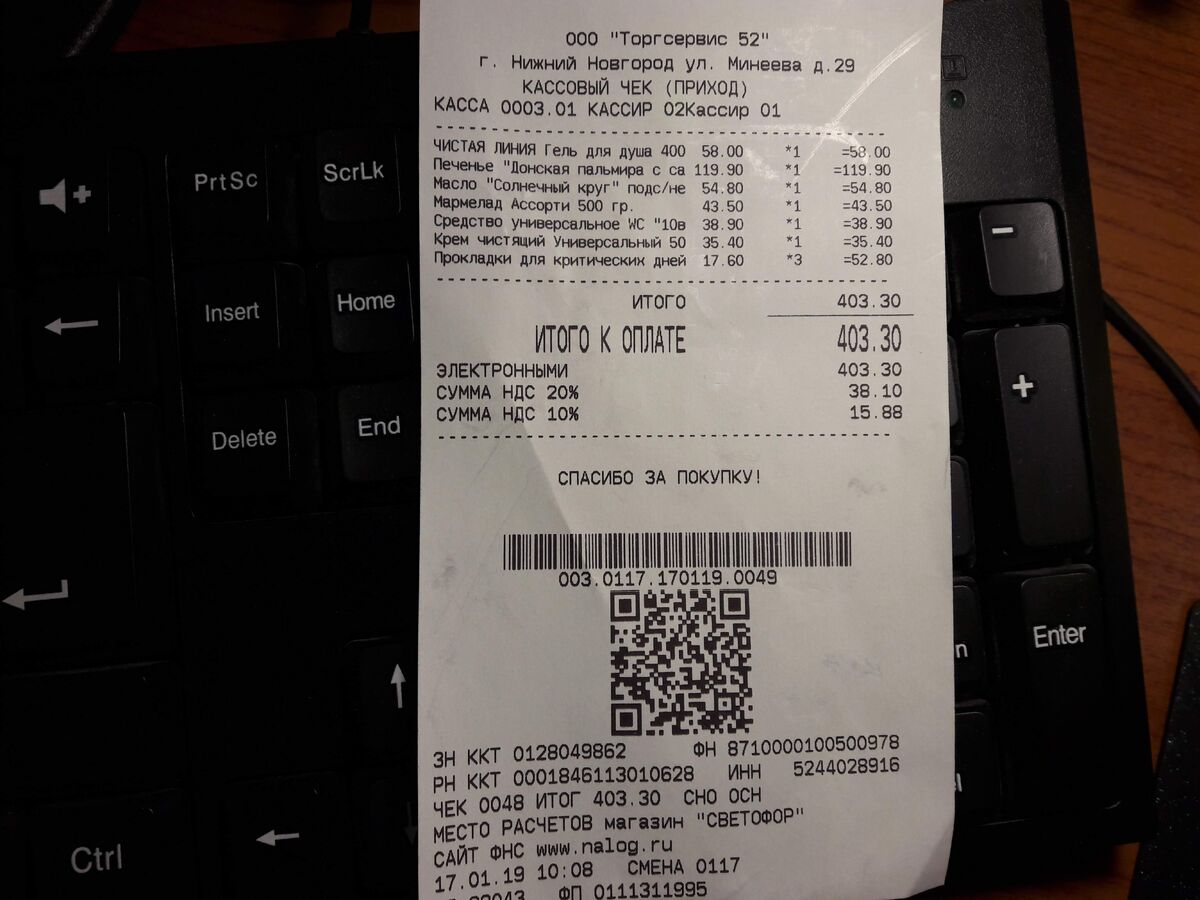 ООО "Торгсервис 52"
г. Нижний Новгород ул. Минеева д.29
КАССОВЫЙ ЧЕК (ПРИХОД)
КАССА 0003.01 КАССИР 02Кассир 01
ЧИСТАЯ ЛИНИЯ Гель для душа 400 58.00 *1 =58.00
Печенье "Донская пальмира с са 119.90 *1 =119.90
Масло "Солнечный круг" подс/не 54.80 *1 =54.80
Мармелад Ассорти 500 гр. 43.50 *1 =43.50
Средство универсальное WC "10в 38.90 *1 =38.90
Крем чистящий Универсальный 50 35.40 *1 =35.40
Прокладки для критических дней 17.60 *3 =52.80
ИТОГО 403.30
ИТОГО К ОПЛАТЕ 403.30
ЭЛЕКТРОННЫМИ 403.30
СУММА НДС 20% 38.10
СУММА НДС 10% 15.88
СПАСИБО ЗА ПОКУПКУ!
003.0117.170119.0049
ЗН ККТ 0128049862 ФН 8710000100500978
РН ККТ 0001846113010628 ИНН 5244028916
ЧЕК 0048 ИТОГ 403.30 СНО ОСН
МЕСТО РАСЧЕТОВ магазин "СВЕТОФОР"
САЙТ ФНС www.nalog.ru
17.01.19 10:08 СМЕНА 0117
ФП 0111311995
PrtSc
ScrLk
Insert
Home
Delete
End
Ctrl
-
+
Enter